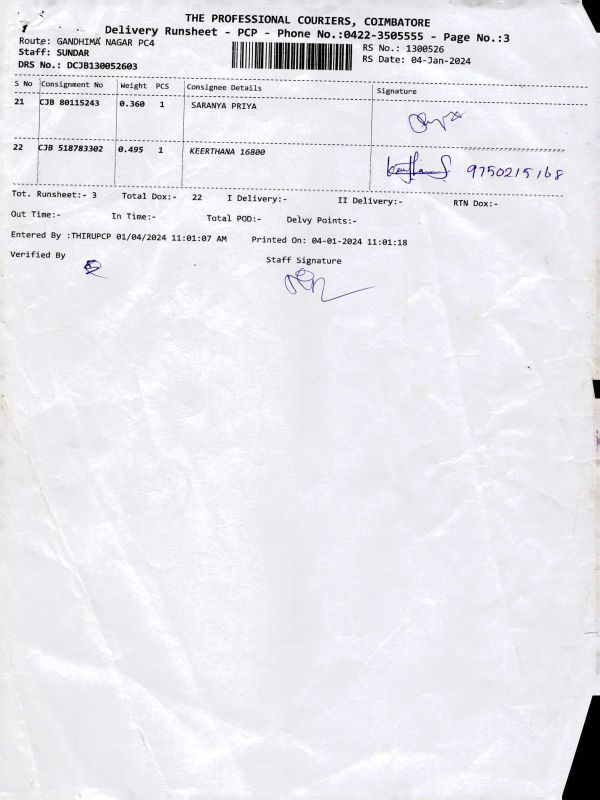 THE PROFESSIONAL COURIERS, COIMBATORE
Delivery Runsheet - PCP - Phone No.:0422-3505555 - Page No.:3
Route: GANDHIMA NAGAR PC4
RS No.: 1300526
Staff: SUNDAR
RS Date: 04-Jan-2024
DRS No.: DCJB130052603
S No Consignment No Weight PCS Consignee Details Signature
21 CJB 80115243 0.360 1 SARANYA PRIYA
22 CJB 518783302 0.495 1 KEERTHANA 16800 9750215168
Tot. Runsheet:- 3 Total Dox:- 22 I Delivery:- II Delivery:- RTN Dox:-
Out Time:- In Time:- Total POD:- Delvy Points:-
Entered By :THIRUPCP 01/04/2024 11:01:07 AM Printed On: 04-01-2024 11:01:18
Verified By Staff Signature